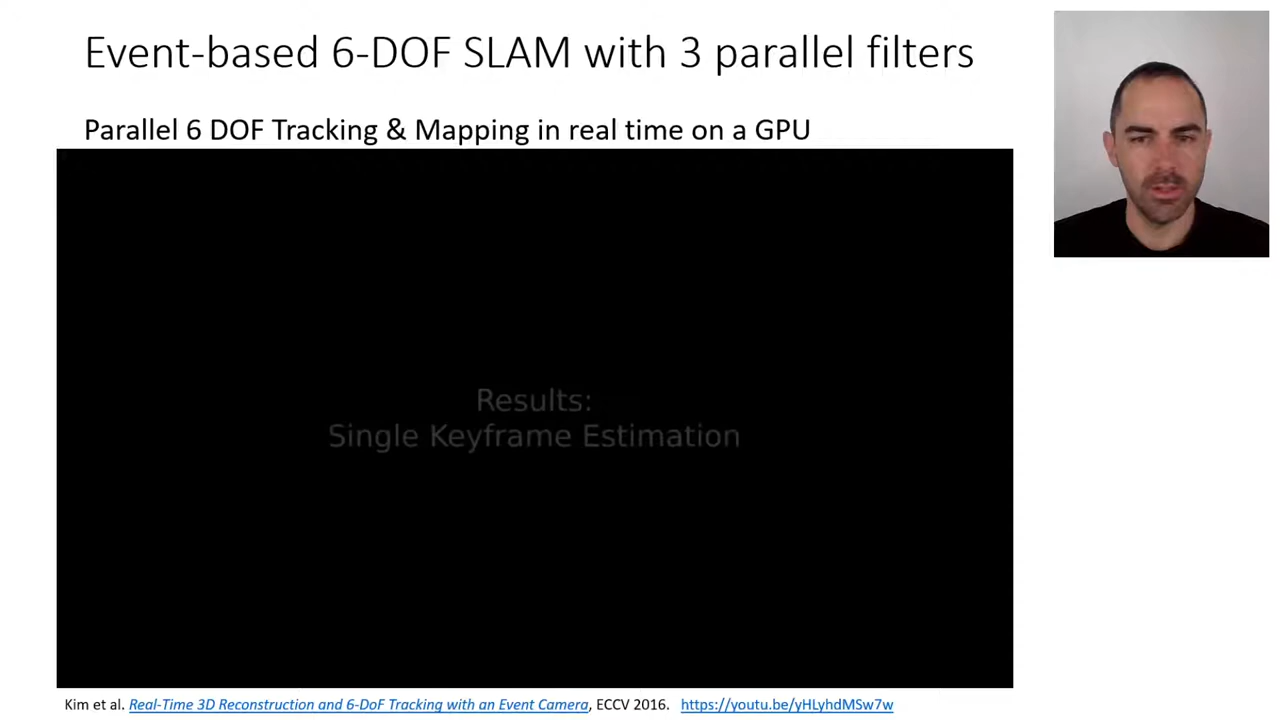 Event-based 6-DOF SLAM with 3 parallel filters
Parallel 6 DOF Tracking & Mapping in real time on a GPU
Results:
Single Keyframe Estimation
Kim et al. Real-Time 3D Reconstruction and 6-DoF Tracking with an Event Camera, ECCV 2016. https://youtu.be/yHLyhdMSw7w